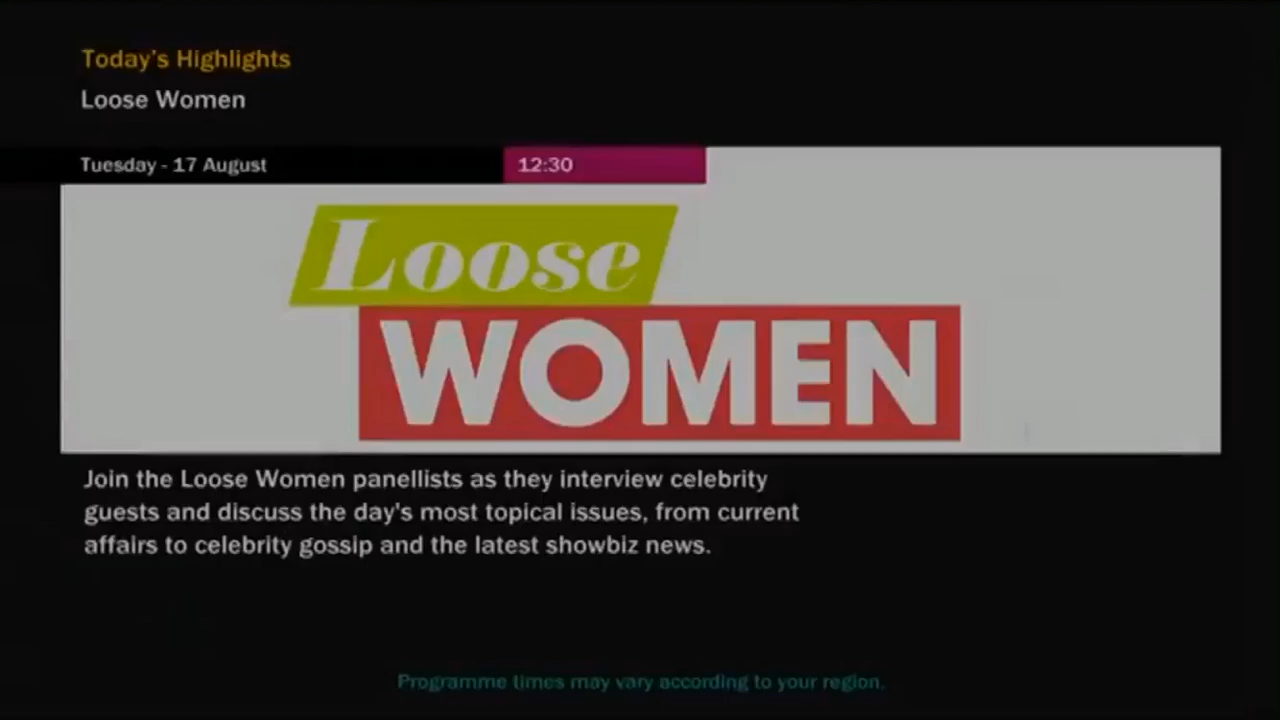 Today's Highlights
Loose Women
Tuesday - 17 August
12:30
Loose
WOMEN
Join the Loose Women panellists as they interview celebrity
guests and discuss the day's most topical issues, from current
affairs to celebrity gossip and the latest showbiz news.
Programme times may vary according to your region.